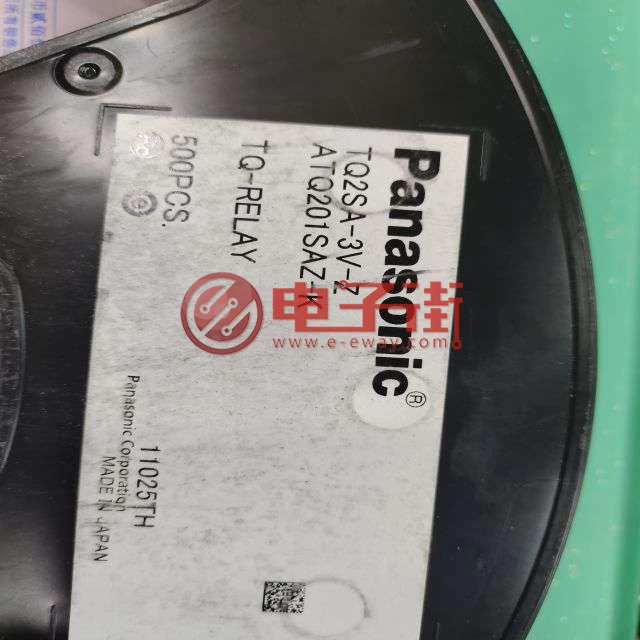 Panasonic®
TQ2SA-3V-Z
ATQ201SAZ-K
TQ-RELAY
500PCS.
11025TH
Panasonic Corporation
MADE IN JAPAN
电子街
www.e-eway.com